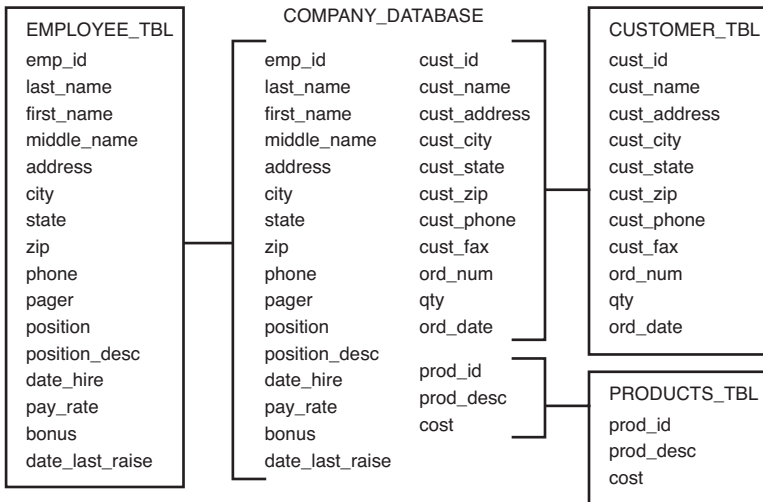 EMPLOYEE_TBL
emp_id
last_name
first_name
middle_name
address
city
state
zip
phone
pager
position
position_desc
date_hire
pay_rate
bonus
date_last_raise
COMPANY_DATABASE
emp_id
last_name
first_name
middle_name
address
city
state
zip
phone
pager
position
position_desc
date_hire
pay_rate
bonus
date_last_raise
cust_id
cust_name
cust_address
cust_city
cust_state
cust_zip
cust_phone
cust_fax
ord_num
qty
ord_date
prod_id
prod_desc
cost
CUSTOMER_TBL
cust_id
cust_name
cust_address
cust_city
cust_state
cust_zip
cust_phone
cust_fax
ord_num
qty
ord_date
PRODUCTS_TBL
prod_id
prod_desc
cost